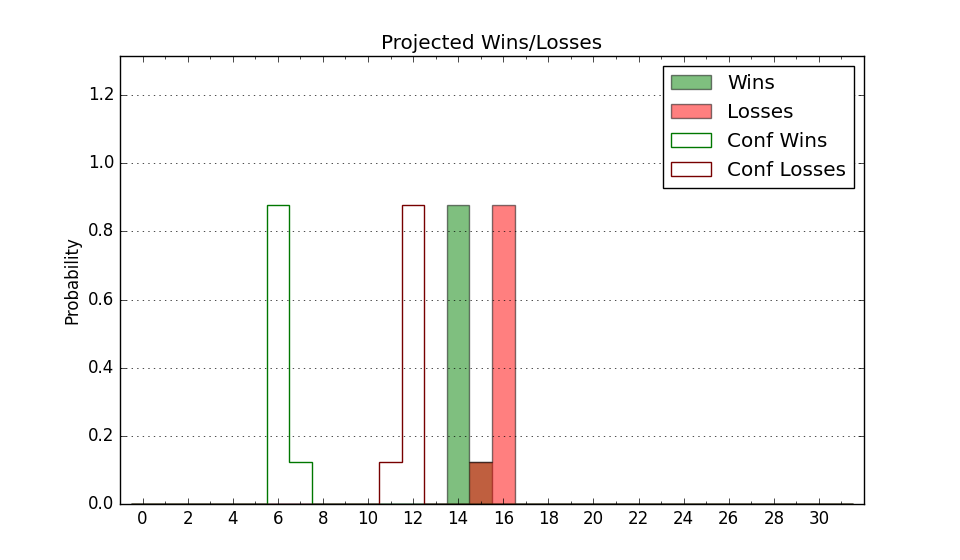 Projected Wins/Losses
Wins
Losses
Conf Wins
Conf Losses
Probability
1.2
1.0
0.8
0.6
0.4
0.2
0.0
0 2 4 6 8 10 12 14 16 18 20 22 24 26 28 30